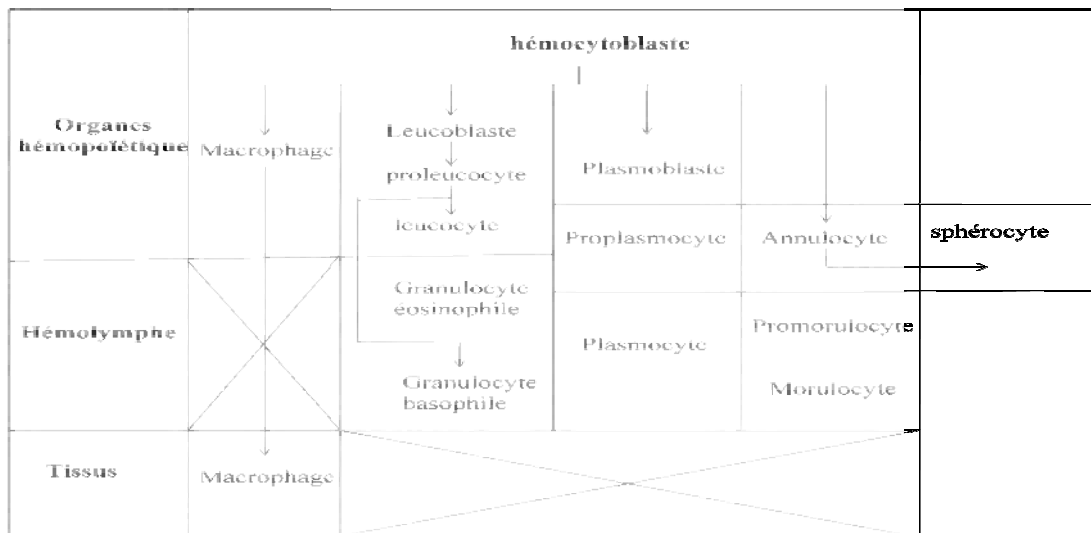 hémocytoblaste
Organes
hémopoïétique
Macrophage
Leucoblaste
proleucocyte
leucocyte
Plasmoblaste
Proplasmocyte
Annulocyte
sphérocyte
Hémolymphe
Granulocyte
éosinophile
Granulocyte
basophile
Plasmocyte
Promorulocyte
Morulocyte
Tissus
Macrophage